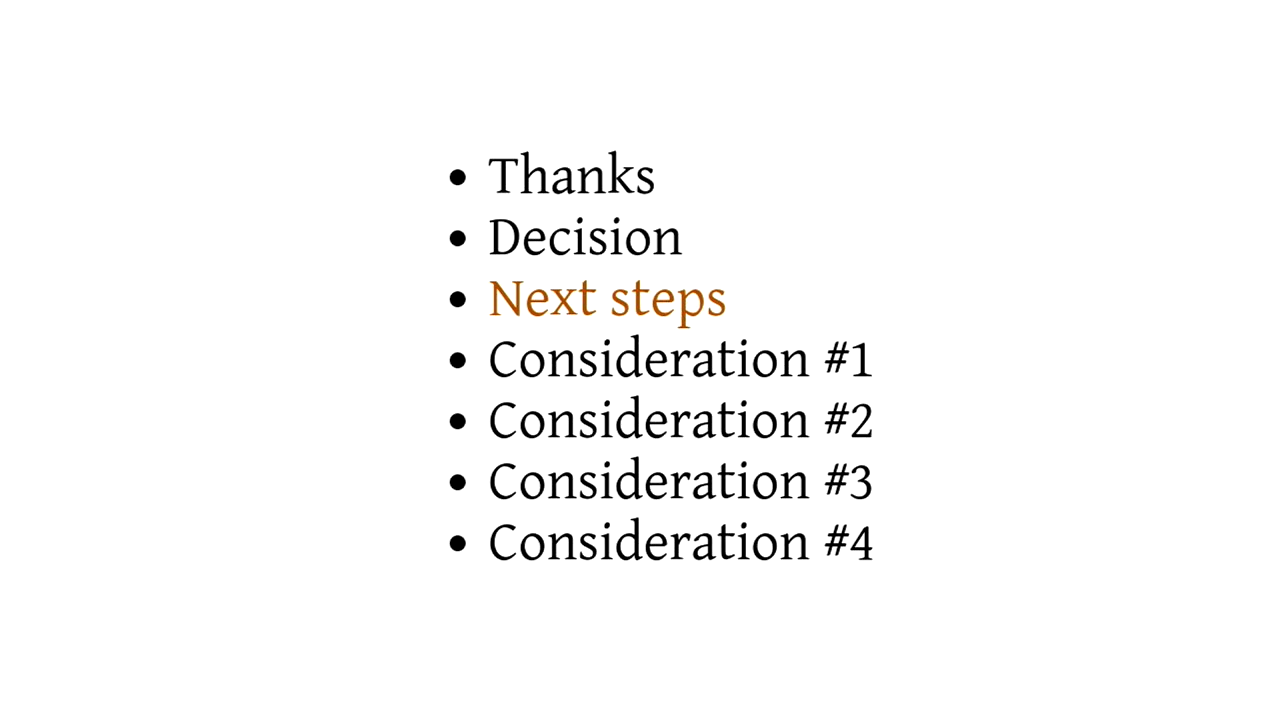 • Thanks
• Decision
• Next steps
• Consideration #1
• Consideration #2
• Consideration #3
• Consideration #4